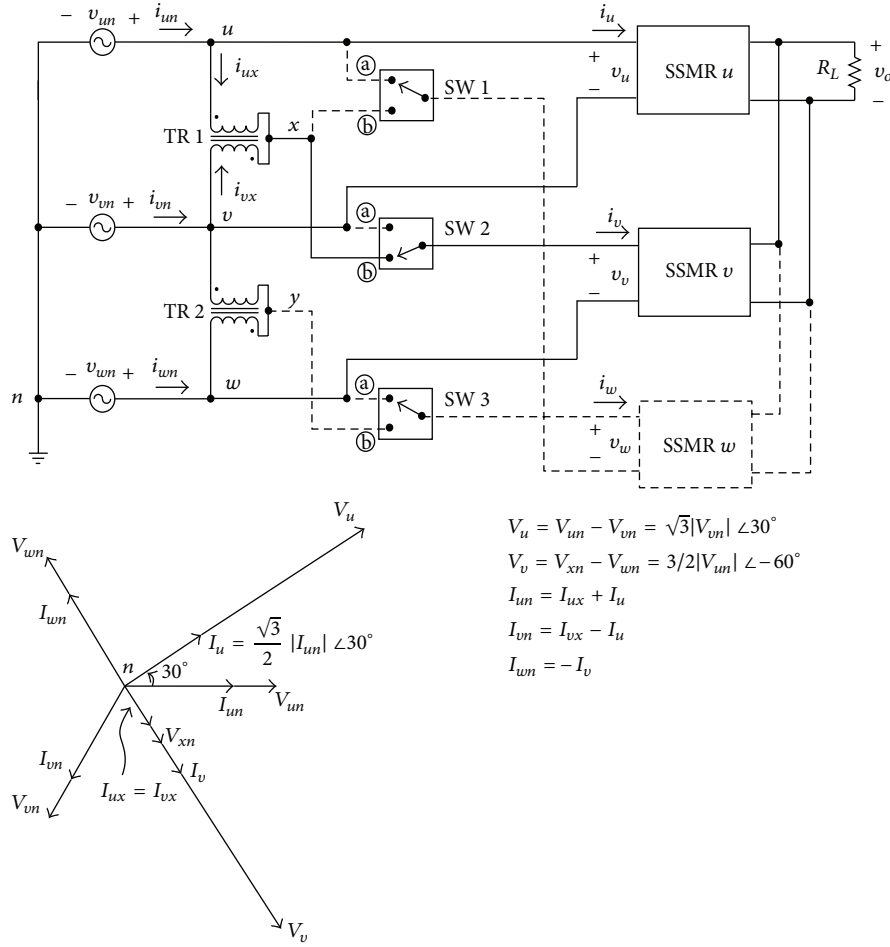 − v_un + i_un u i_u
i_ux
ⓐ
SW 1
+ v_u −
SSMR u
R_L
+ v_o −
TR 1
x
ⓑ
i_vx
− v_vn + i_vn v
ⓐ
SW 2
ⓑ
i_v
+ v_v −
SSMR v
TR 2
y
− v_wn + i_wn w
n
ⓐ
SW 3
ⓑ
i_w
+ v_w −
SSMR w
V_u
V_wn
I_wn
I_u = √3/2 |I_un| ∠30°
n
30°
I_un
V_un
V_xn
I_vn
I_v
V_vn
I_ux = I_vx
V_v
V_u = V_un − V_vn = √3|V_vn| ∠30°
V_v = V_xn − V_wn = 3/2|V_un| ∠−60°
I_un = I_ux + I_u
I_vn = I_vx − I_u
I_wn = −I_v